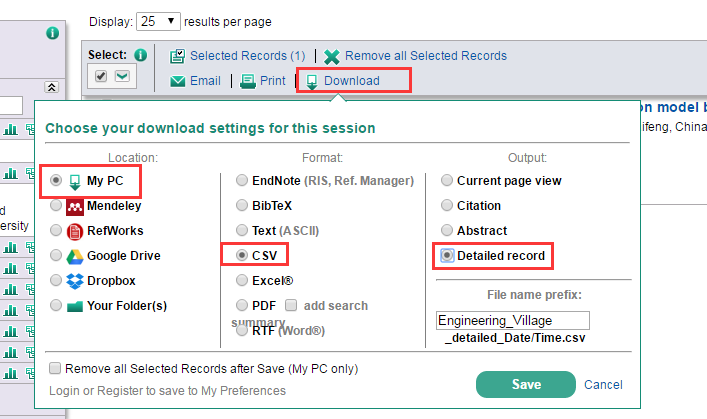 Display: 25 results per page
Select: Selected Records (1) | Remove all Selected Records
Email | Print | Download
on model b
ifeng, China
Choose your download settings for this session
Location: Format: Output:
My PC EndNote (RIS, Ref. Manager) Current page view
Mendeley BibTeX Citation
RefWorks Text (ASCII) Abstract
Google Drive CSV Detailed record
Dropbox Excel®
Your Folder(s) PDF add search summary
RTF (Word®)
File name prefix:
Engineering_Village
_detailed_Date/Time.csv
Remove all Selected Records after Save (My PC only)
Login or Register to save to My Preferences
Save Cancel
d
ersity